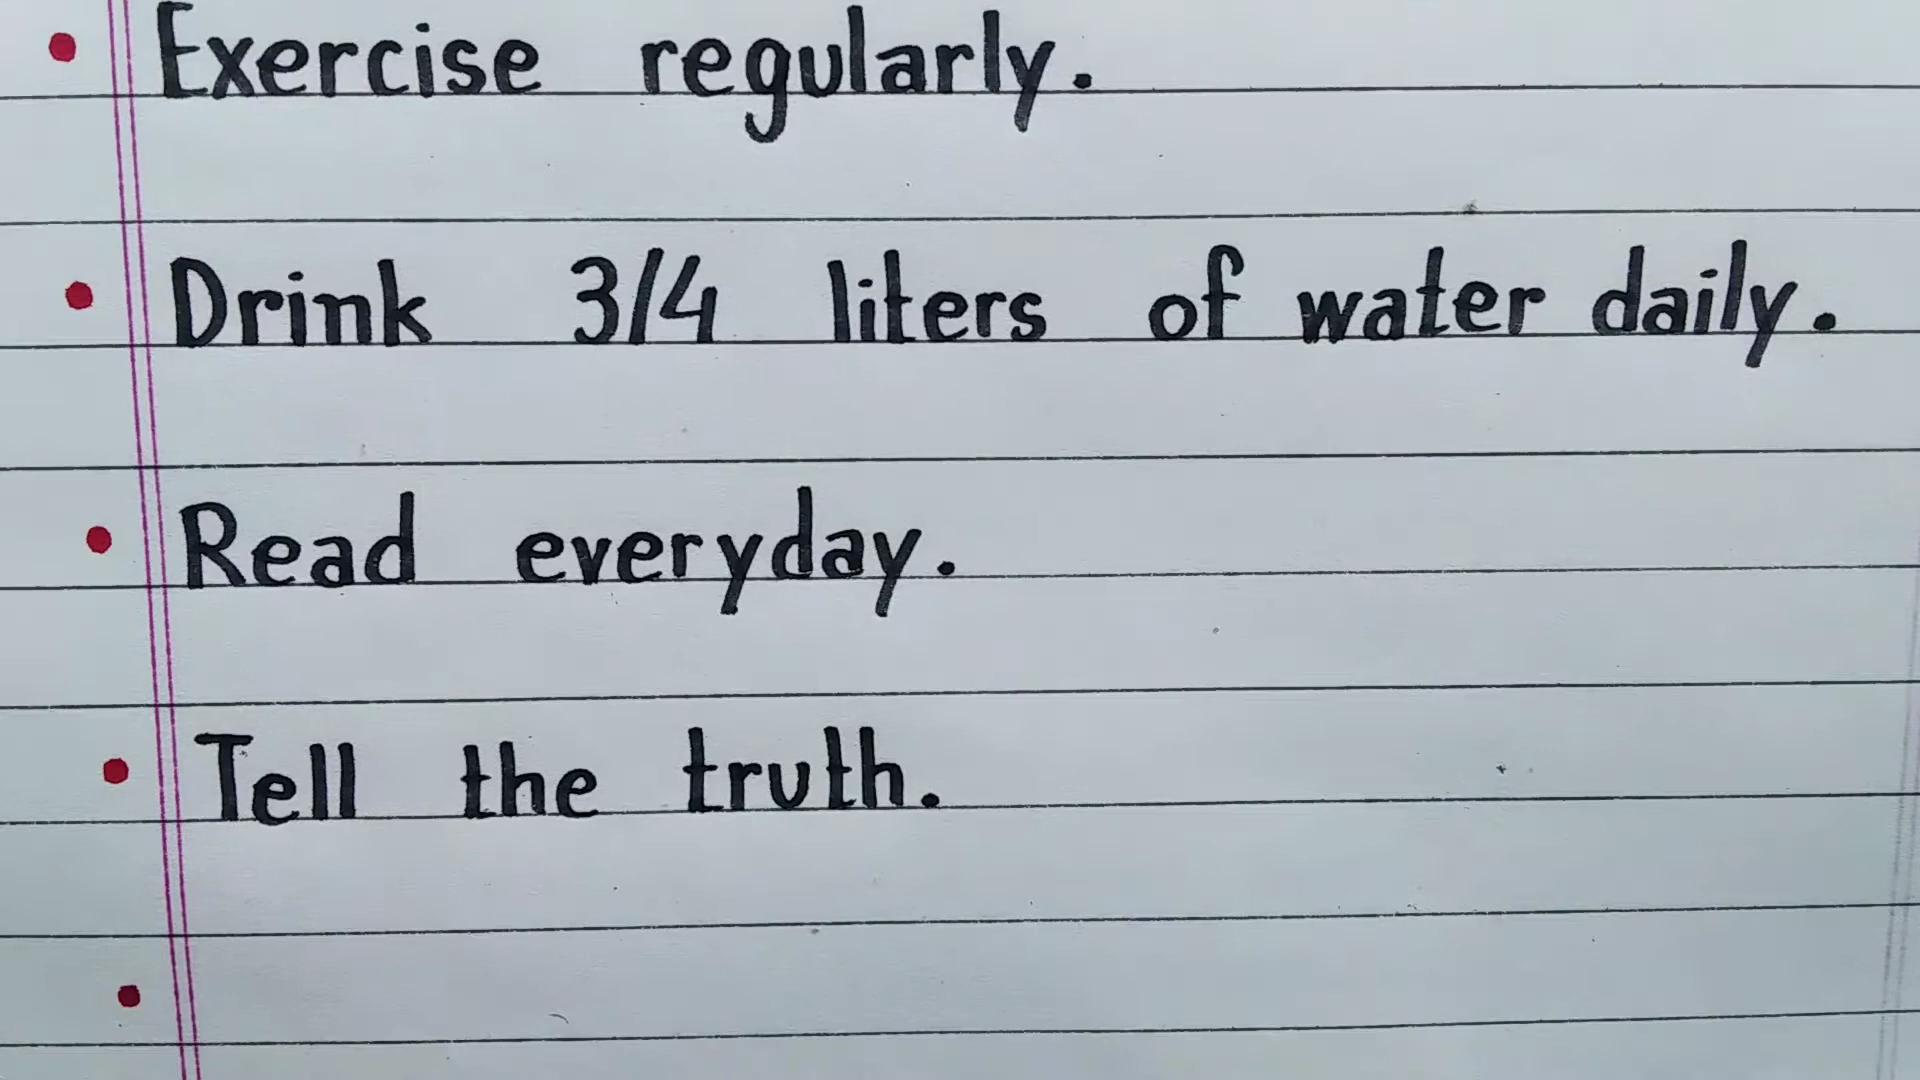 • Exercise regularly.
• Drink 3/4 liters of water daily.
• Read everyday.
• Tell the truth.
•